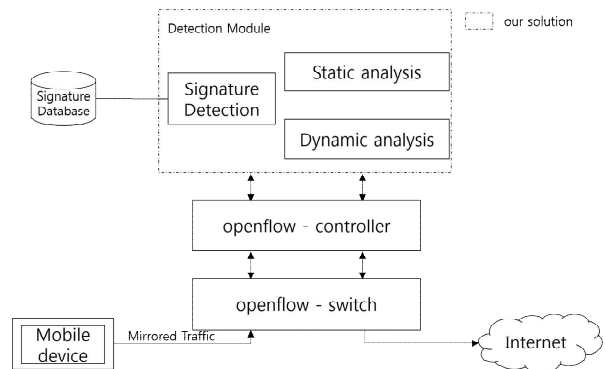 Detection Module
our solution
Static analysis
Signature
Database
Signature
Detection
Dynamic analysis
openflow - controller
openflow - switch
Mobile
device
Mirrored Traffic
Internet